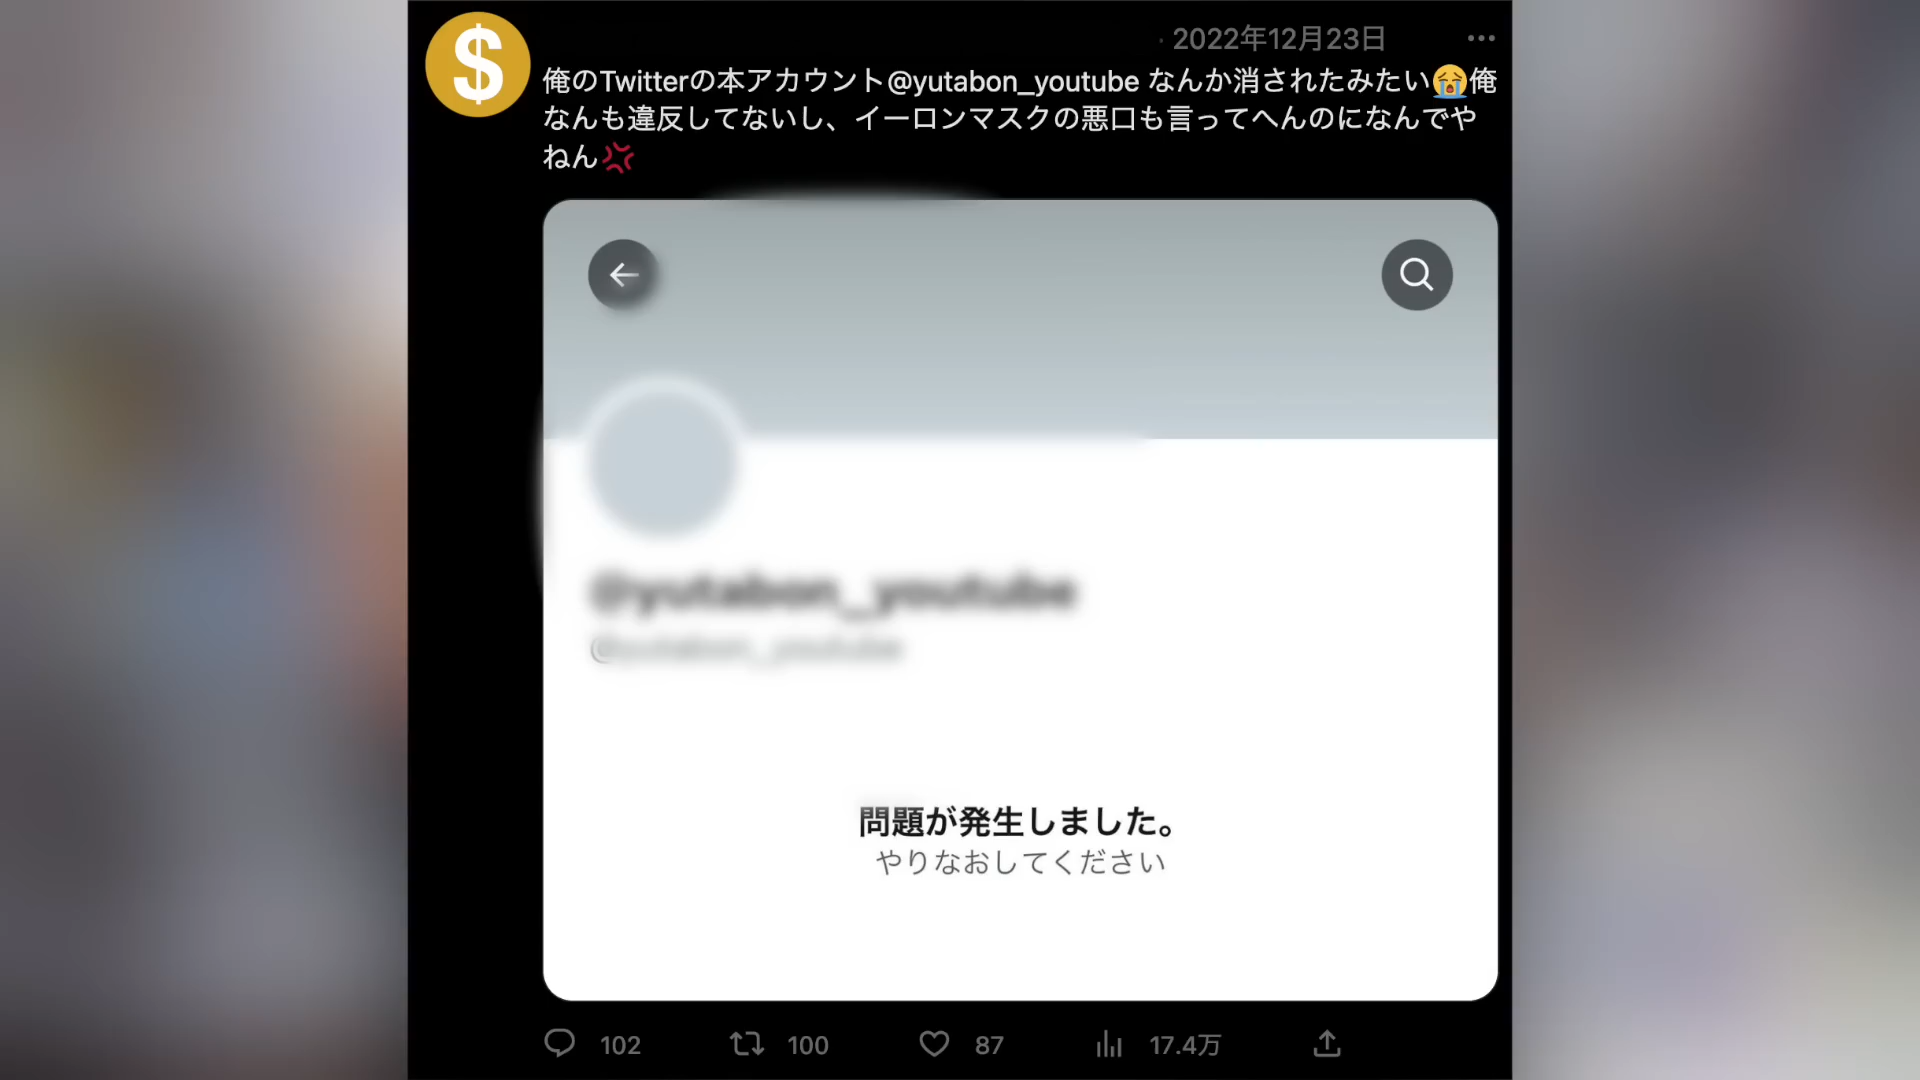 2022年12月23日
俺のTwitterの本アカウント@yutabon_youtube なんか消されたみたい😭俺
なんも違反してないし、イーロンマスクの悪口も言ってへんのになんでや
ねん💢
@yutabon_youtube
@yutabon_youtube
問題が発生しました。
やりなおしてください
102 100 87 17.4万